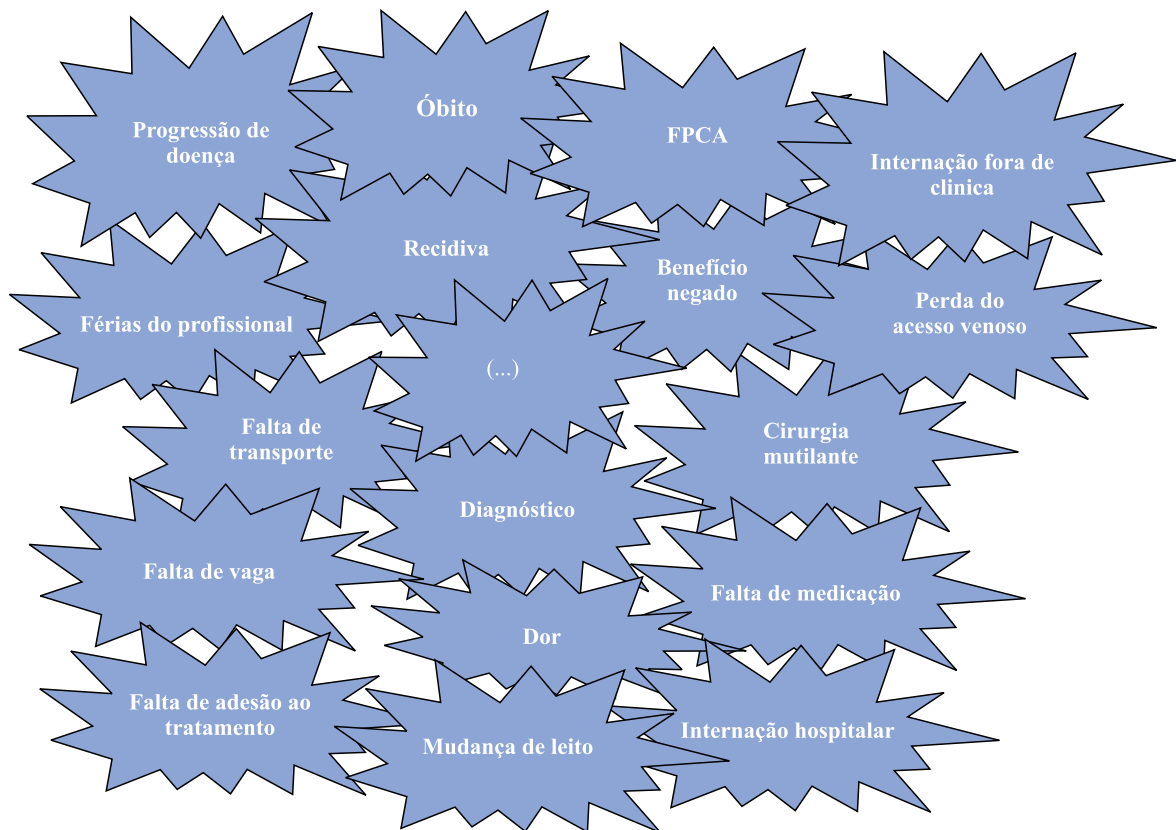 Progressão de
doença
Óbito
FPCA
Internação fora de
clinica
Recidiva
Benefício
negado
Perda do
acesso venoso
Férias do profissional
(...)
Falta de
transporte
Cirurgia
mutilante
Diagnóstico
Falta de vaga
Falta de medicação
Dor
Falta de adesão ao
tratamento
Mudança de leito
Internação hospitalar